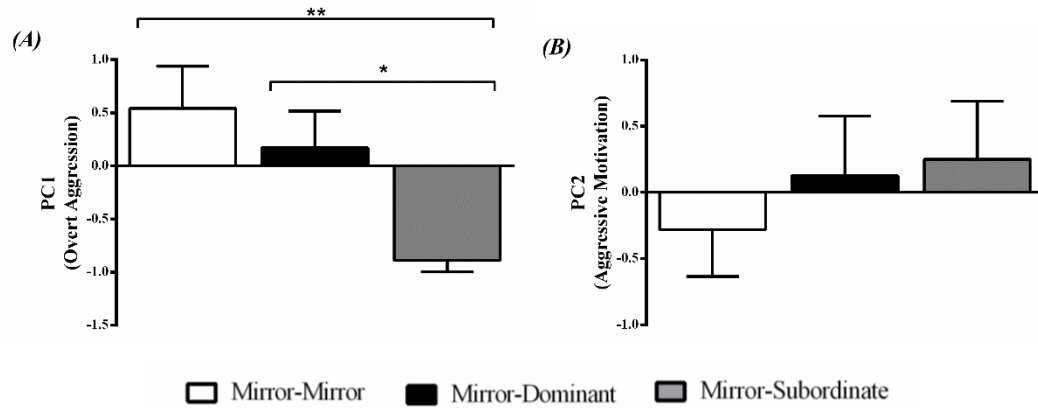 (A)
**
*
PC1
(Overt Aggression)
1.0
0.5
0.0
-0.5
-1.0
-1.5
(B)
PC2
(Aggressive Motivation)
1.0
0.5
0.0
-0.5
-1.0
Mirror-Mirror
Mirror-Dominant
Mirror-Subordinate